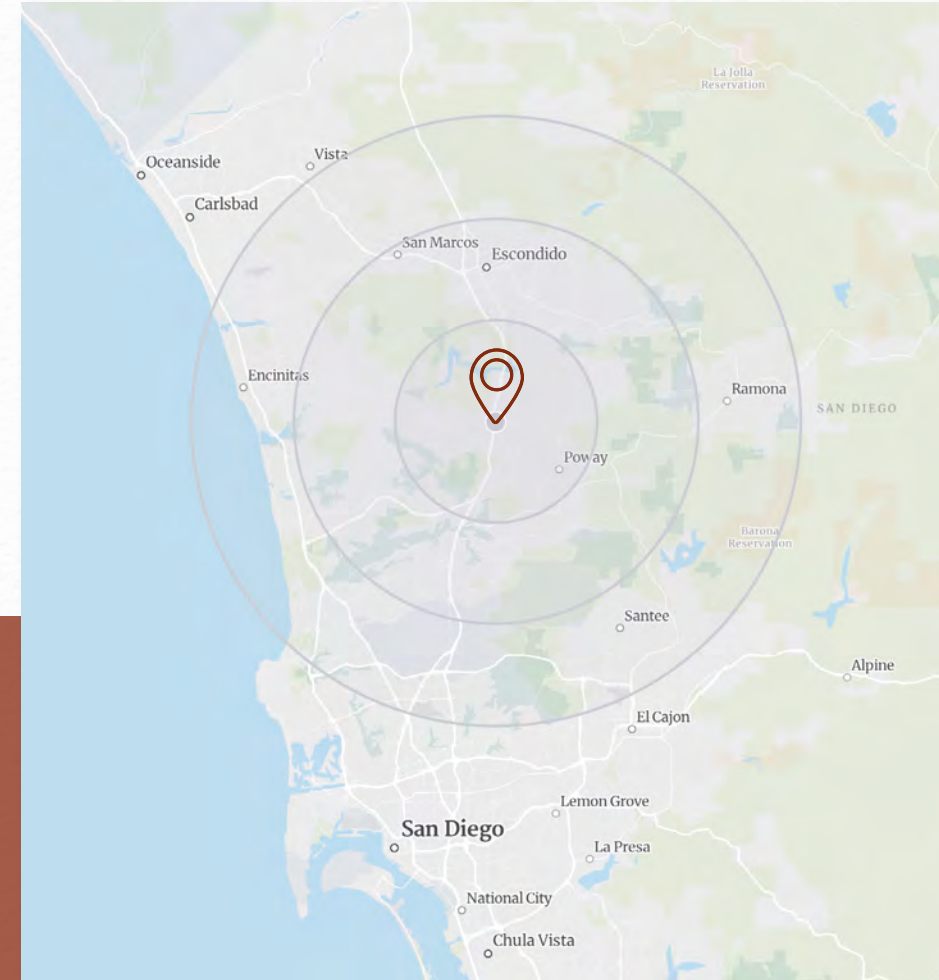 La Jolla
Reservation
Vista
Oceanside
Carlsbad
San Marcos
Escondido
Encinitas
Ramona
SAN DIEGO
Poway
Barona
Reservation
Santee
Alpine
El Cajon
Lemon Grove
San Diego
La Presa
National City
Chula Vista